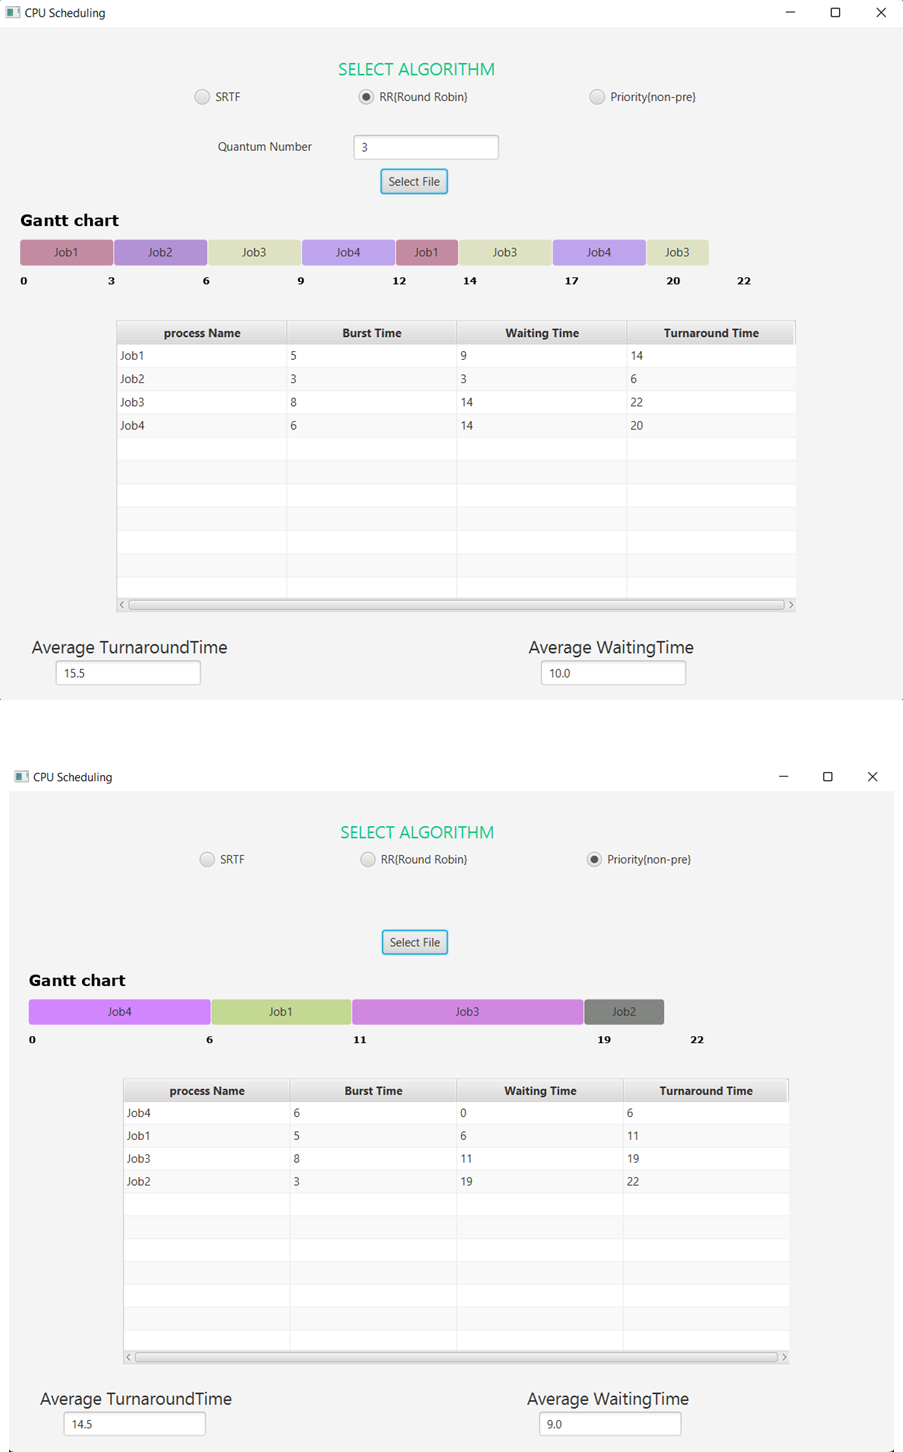 CPU Scheduling
SELECT ALGORITHM
SRTF RR{Round Robin} Priority{non-pre}
Quantum Number 3
Select File
Gantt chart
Job1 Job2 Job3 Job4 Job1 Job3 Job4 Job3
0 3 6 9 12 14 17 20 22
process Name Burst Time Waiting Time Turnaround Time
Job1 5 9 14
Job2 3 3 6
Job3 8 14 22
Job4 6 14 20
Average TurnaroundTime Average WaitingTime
15.5 10.0
CPU Scheduling
SELECT ALGORITHM
SRTF RR{Round Robin} Priority{non-pre}
Select File
Gantt chart
Job4 Job1 Job3 Job2
0 6 11 19 22
process Name Burst Time Waiting Time Turnaround Time
Job4 6 0 6
Job1 5 6 11
Job3 8 11 19
Job2 3 19 22
Average TurnaroundTime Average WaitingTime
14.5 9.0